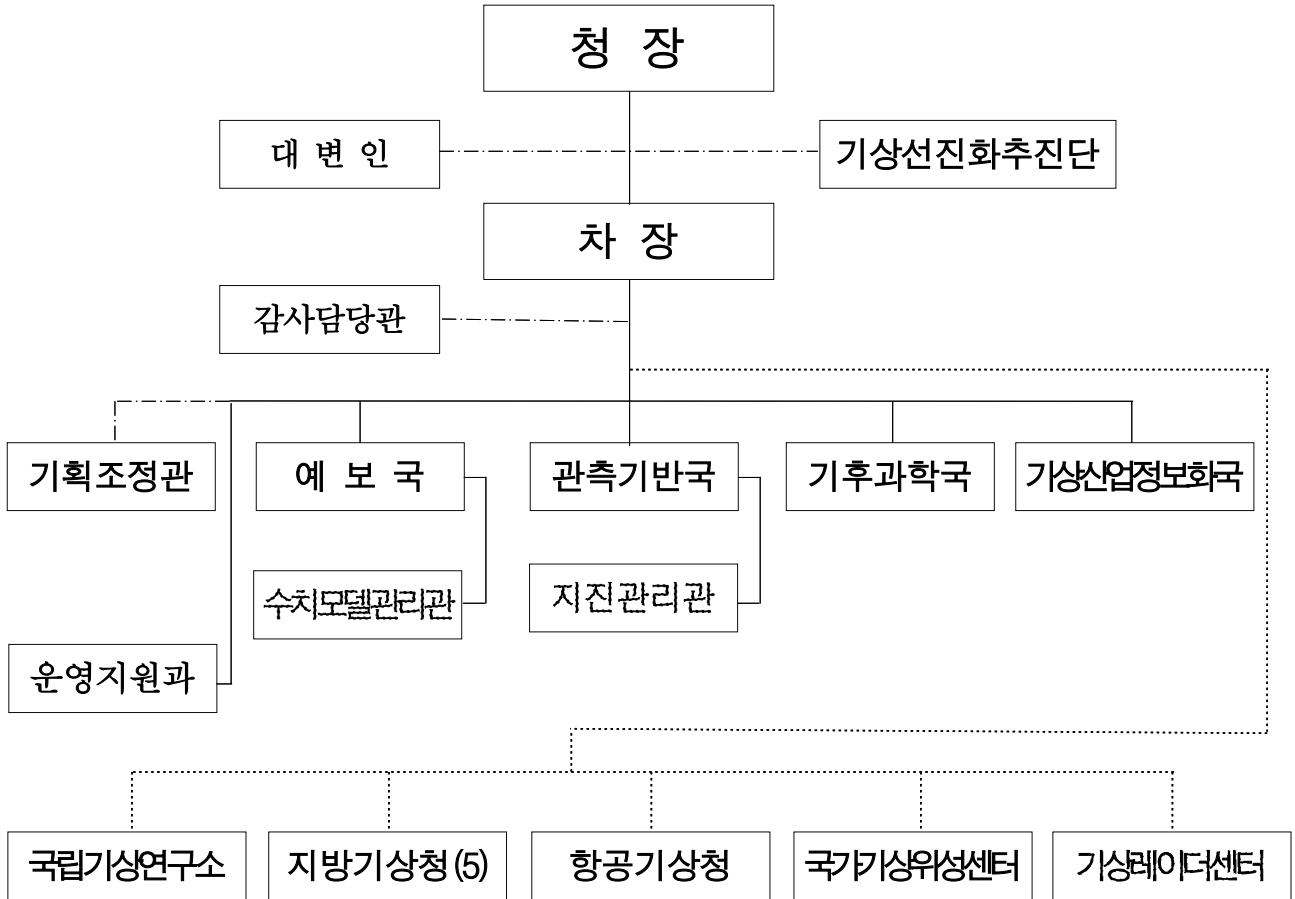 청 장
대 변 인
기상선진화추진단
차 장
감사담당관
기획조정관
예 보 국
관측기반국
기후과학국
기상산업정보화국
수치모델관리관
지진관리관
운영지원과
국립기상연구소
지방기상청 (5)
항공기상청
국가기상위성센터
기상레이더센터